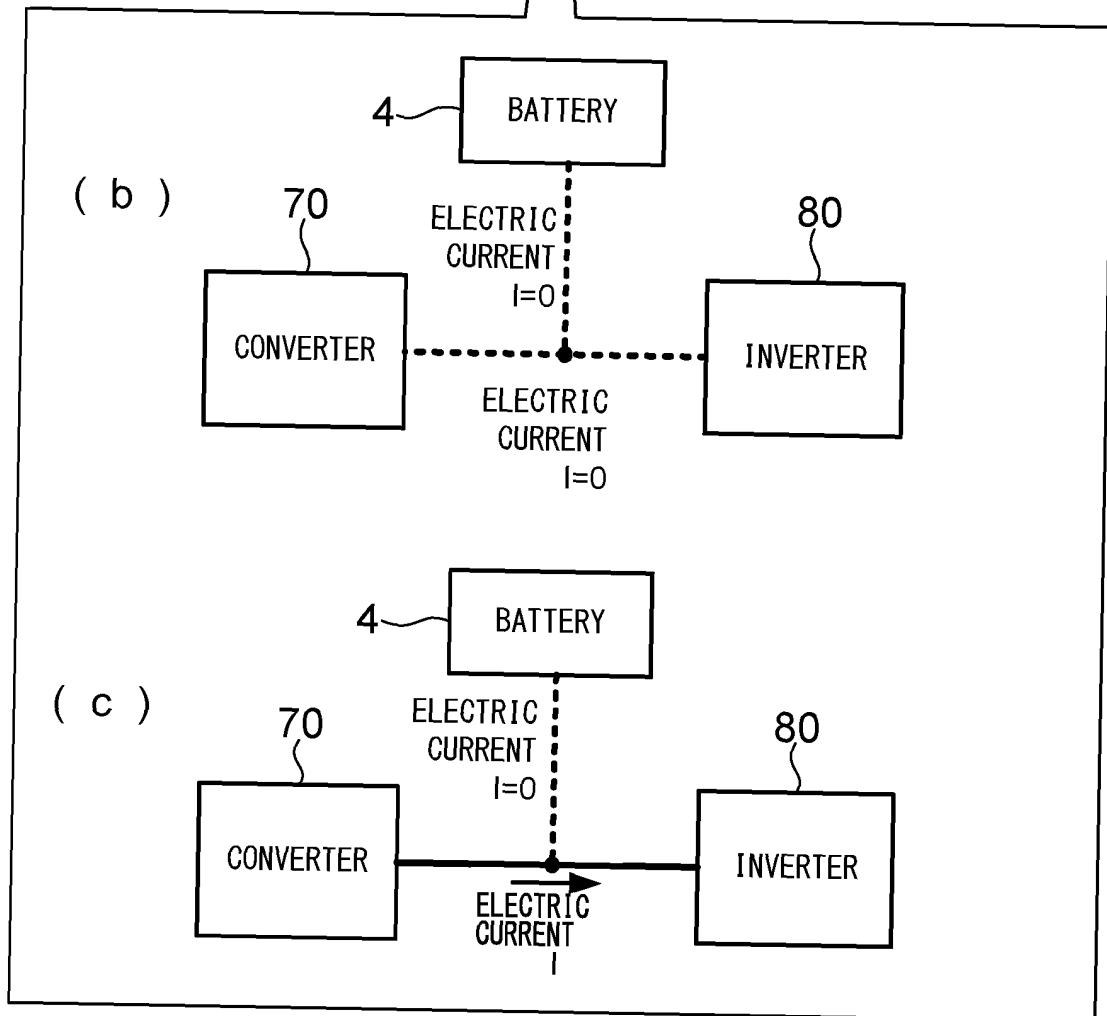 BATTERY
4
( b )
70
80
ELECTRIC
CURRENT
I=0
CONVERTER
INVERTER
ELECTRIC
CURRENT
I=0
BATTERY
4
( c )
70
80
ELECTRIC
CURRENT
I=0
CONVERTER
INVERTER
ELECTRIC
CURRENT
I